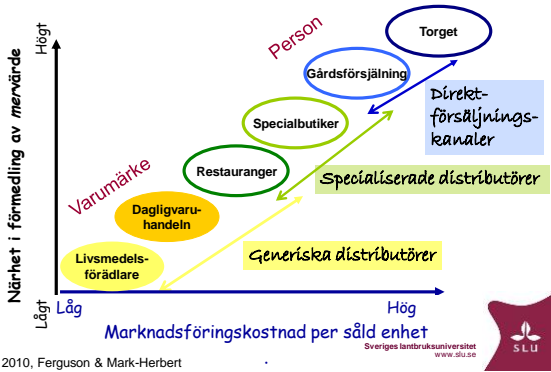 Högt
Närhet i förmedling av mervärde
Lågt
Person
Varumärke
Torget
Gårdsförsjälning
Specialbutiker
Restauranger
Dagligvaru-
handeln
Livsmedels-
förädlare
Direkt-
försäljnings-
kanaler
Specialiserade distributörer
Generiska distributörer
Låg
Hög
Marknadsföringskostnad per såld enhet
Sveriges lantbruksuniversitet
www.slu.se
SLU
2010, Ferguson & Mark-Herbert